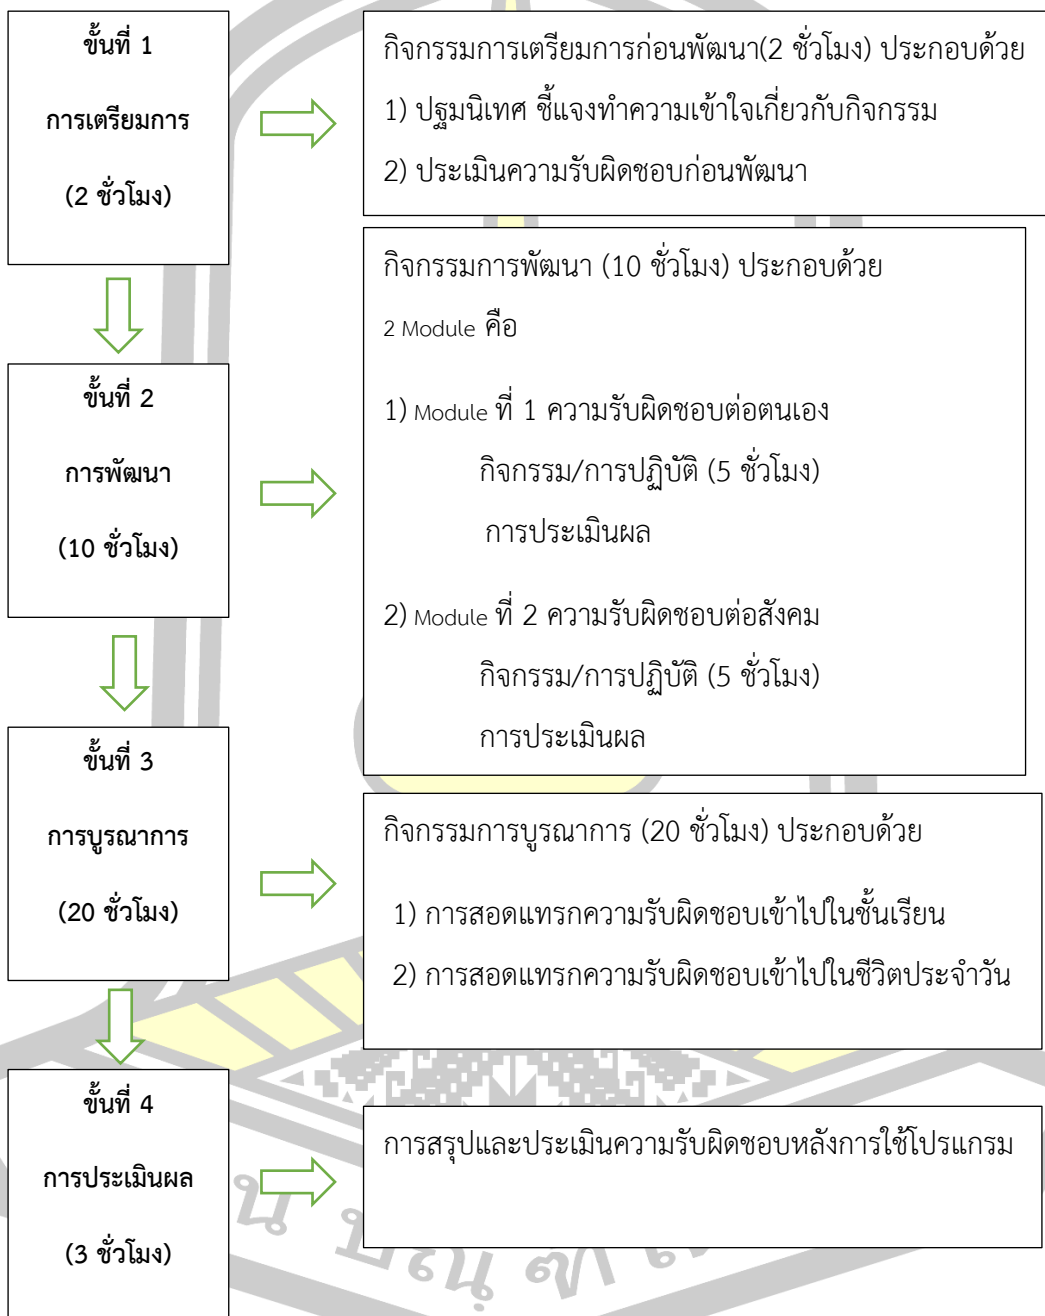 ขั้นที่ 1
การเตรียมการ
(2 ชั่วโมง)
กิจกรรมการเตรียมการก่อนพัฒนา(2 ชั่วโมง) ประกอบด้วย
1) ปฐมนิเทศ ชี้แจงทำความเข้าใจเกี่ยวกับกิจกรรม
2) ประเมินความรับผิดชอบก่อนพัฒนา
ขั้นที่ 2
การพัฒนา
(10 ชั่วโมง)
กิจกรรมการพัฒนา (10 ชั่วโมง) ประกอบด้วย
2 Module คือ
1) Module ที่ 1 ความรับผิดชอบต่อตนเอง
กิจกรรม/การปฏิบัติ (5 ชั่วโมง)
การประเมินผล
2) Module ที่ 2 ความรับผิดชอบต่อสังคม
กิจกรรม/การปฏิบัติ (5 ชั่วโมง)
การประเมินผล
ขั้นที่ 3
การบูรณาการ
(20 ชั่วโมง)
กิจกรรมการบูรณาการ (20 ชั่วโมง) ประกอบด้วย
1) การสอดแทรกความรับผิดชอบเข้าไปในชั้นเรียน
2) การสอดแทรกความรับผิดชอบเข้าไปในชีวิตประจำวัน
ขั้นที่ 4
การประเมินผล
(3 ชั่วโมง)
การสรุปและประเมินความรับผิดชอบหลังการใช้โปรแกรม